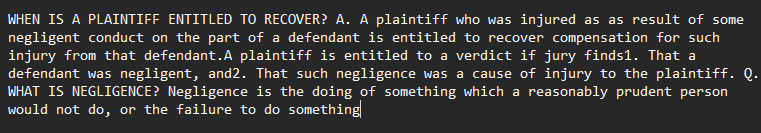 WHEN IS A PLAINTIFF ENTITLED TO RECOVER? A. A plaintiff who was injured as as result of some
negligent conduct on the part of a defendant is entitled to recover compensation for such
injury from that defendant.A plaintiff is entitled to a verdict if jury finds1. That a
defendant was negligent, and2. That such negligence was a cause of injury to the plaintiff. Q.
WHAT IS NEGLIGENCE? Negligence is the doing of something which a reasonably prudent person
would not do, or the failure to do something